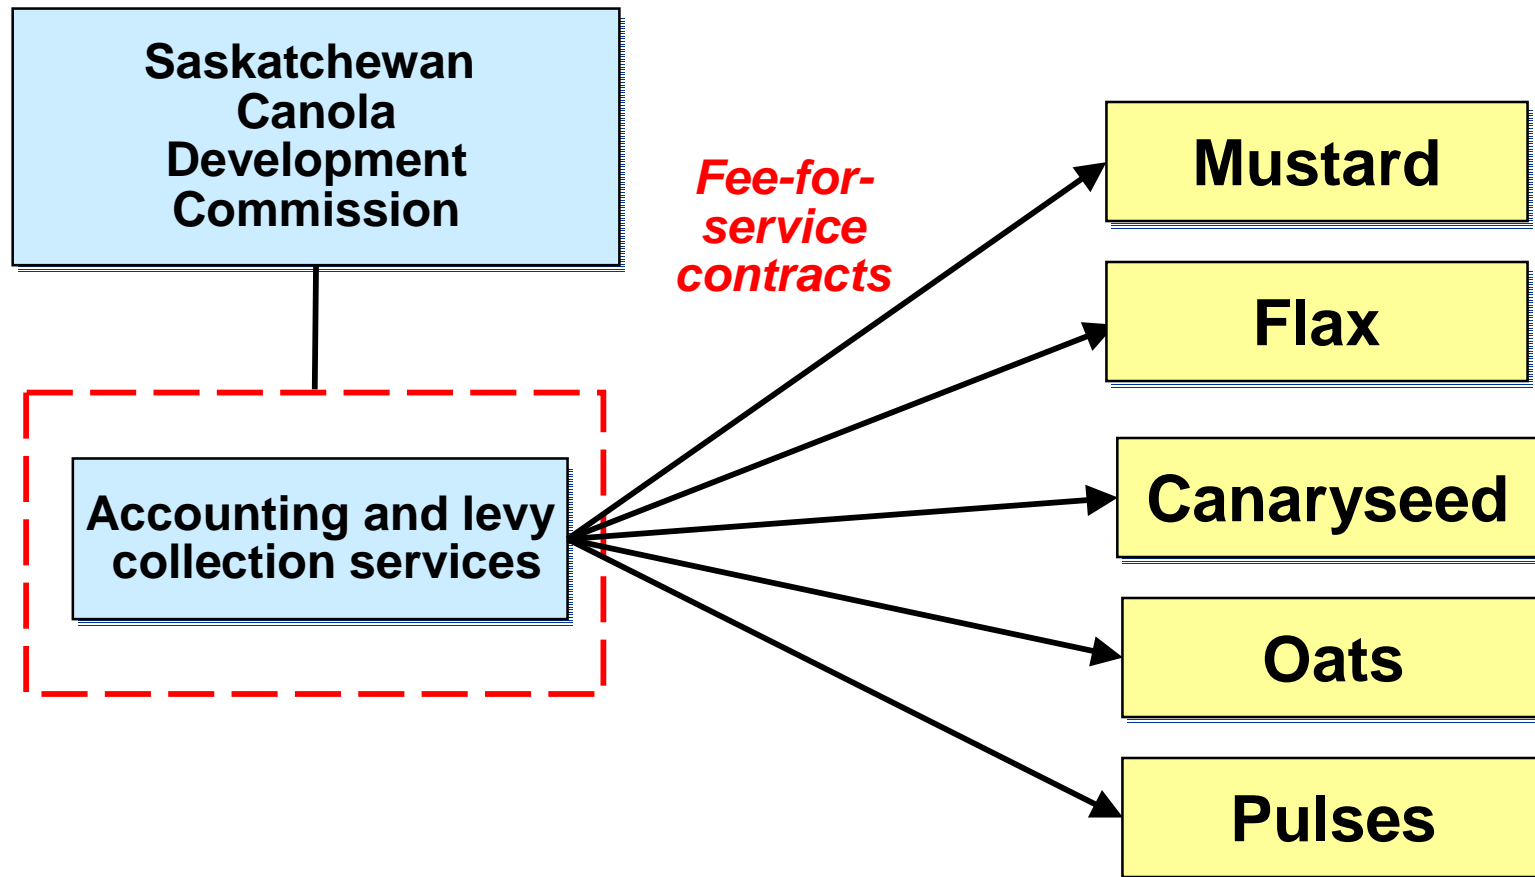 Saskatchewan
Canola
Development
Commission
Fee-for-
service
contracts
Accounting and levy
collection services
Mustard
Flax
Canaryseed
Oats
Pulses